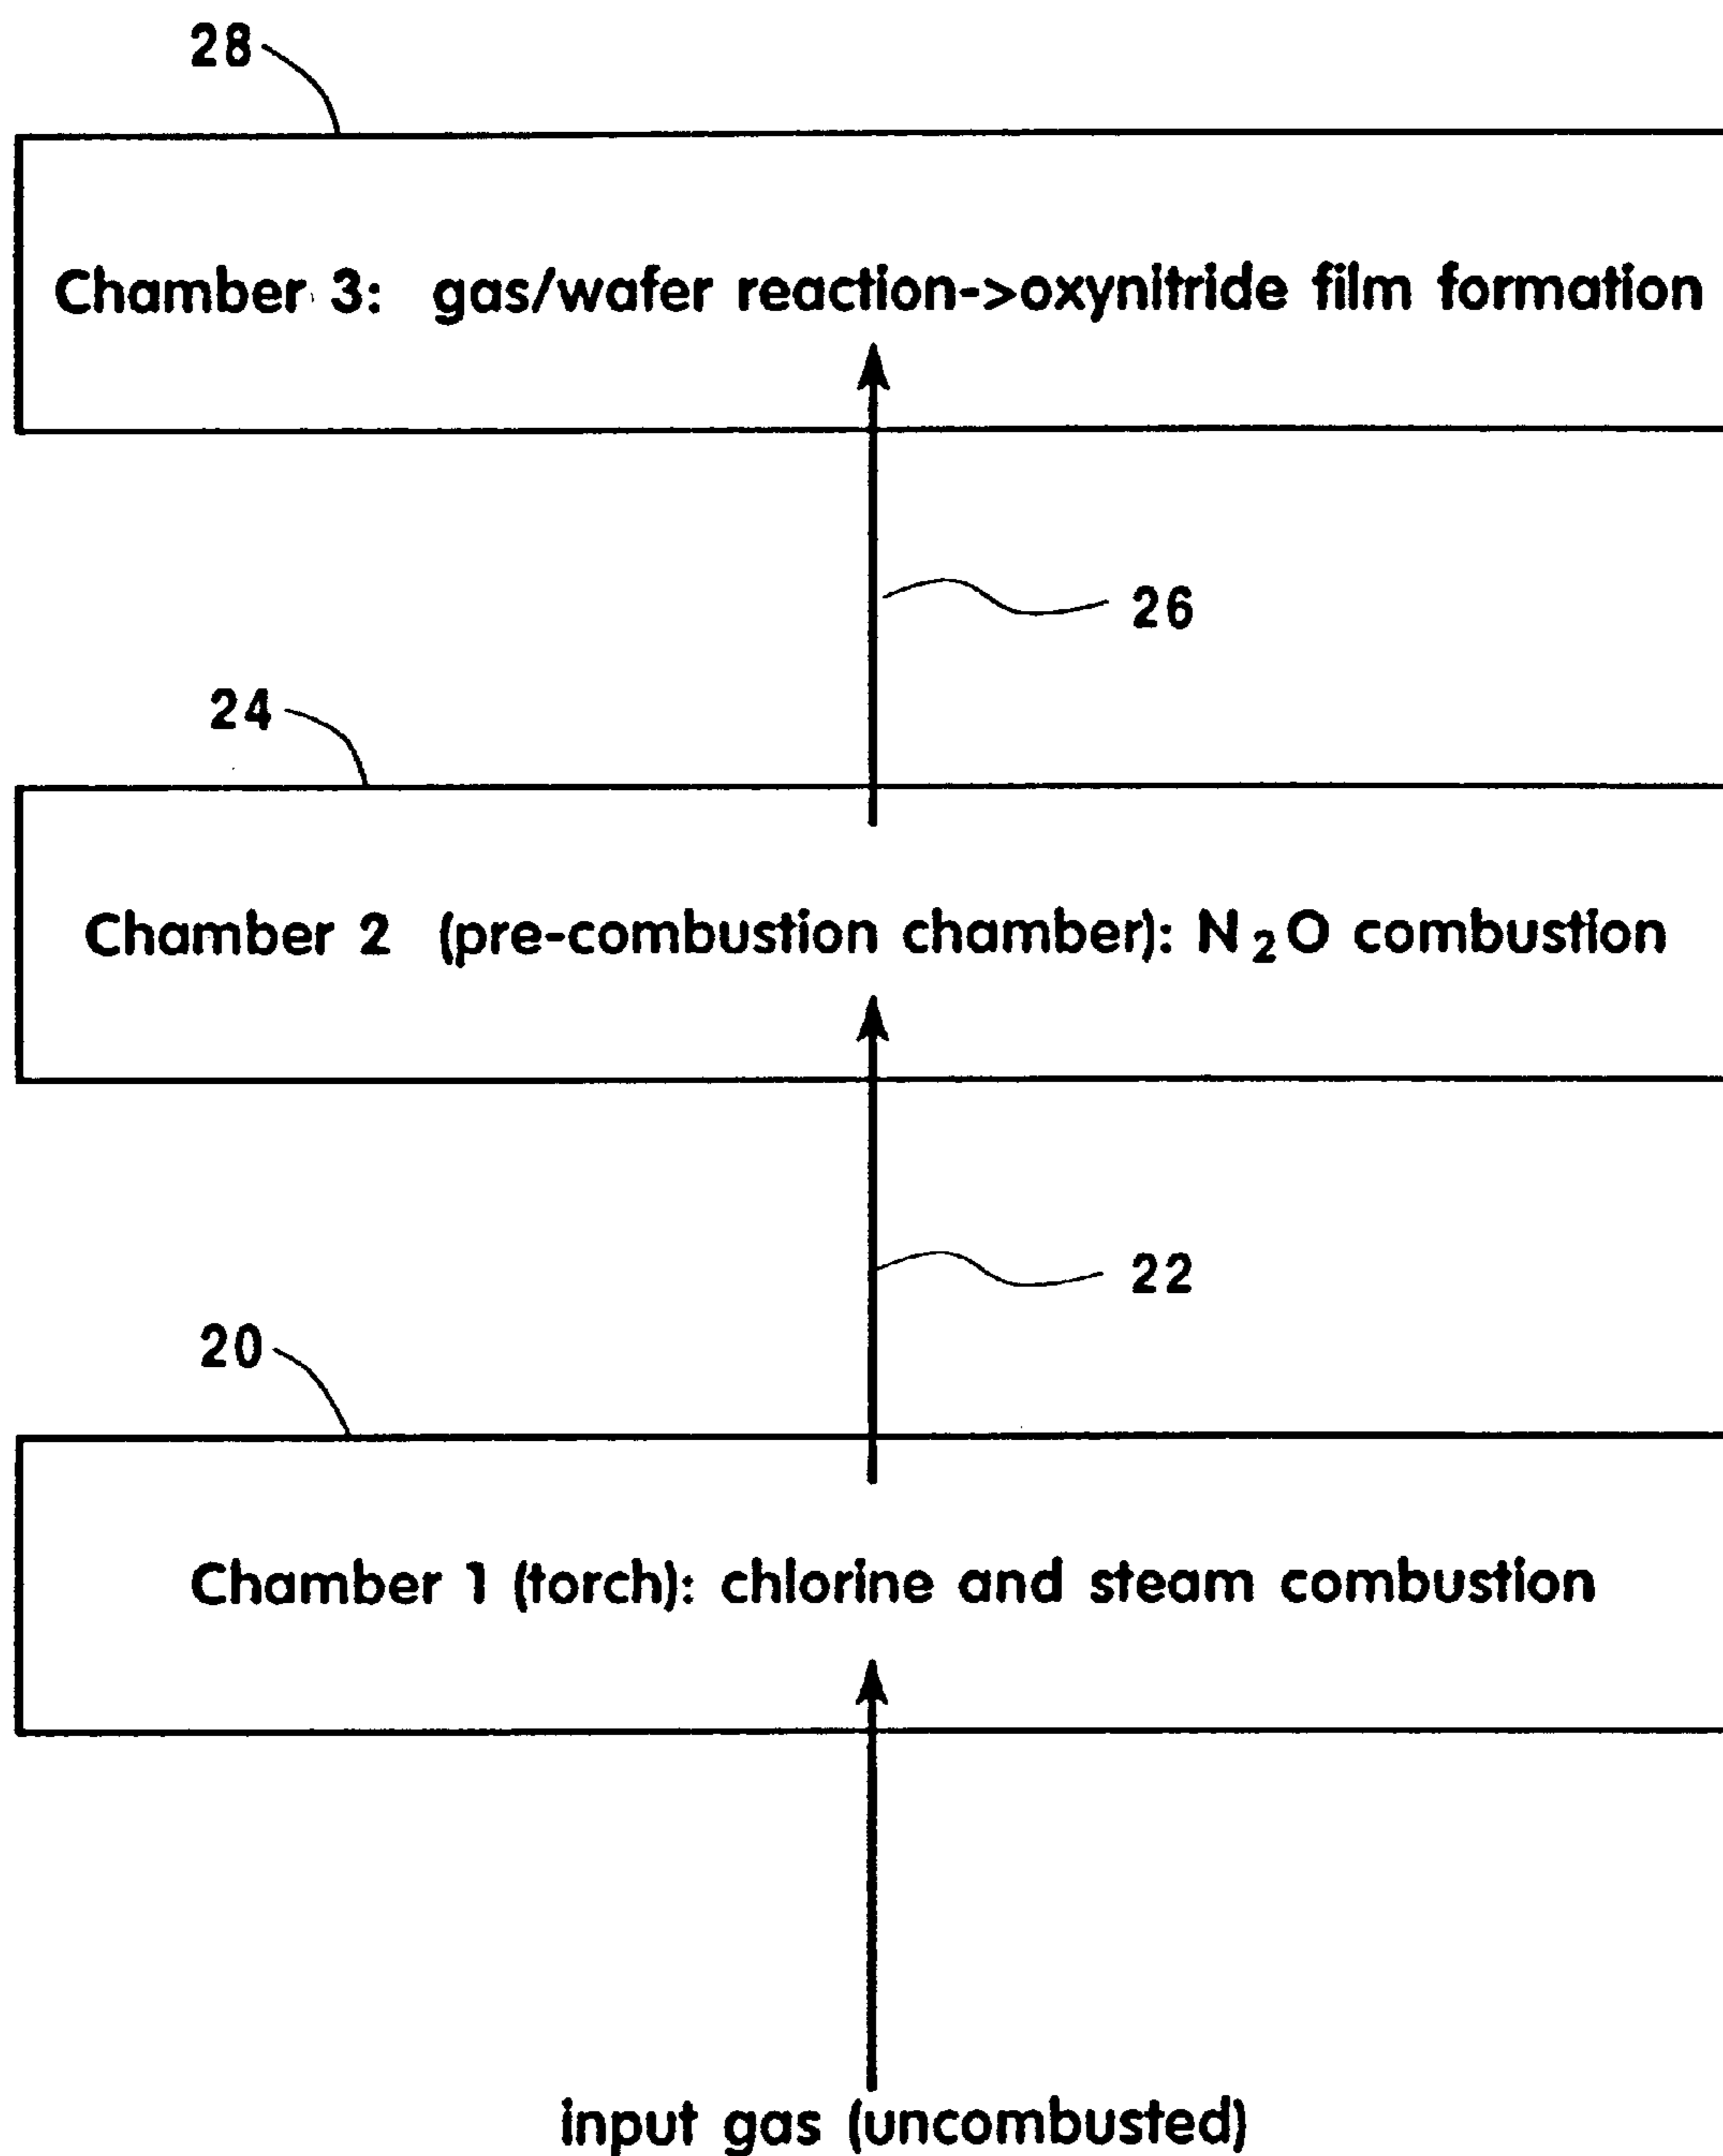 28
Chamber 3: gas/wafer reaction->oxynitride film formation
26
24
Chamber 2 (pre-combustion chamber): N₂O combustion
22
20
Chamber 1 (torch): chlorine and steam combustion
input gas (uncombusted)